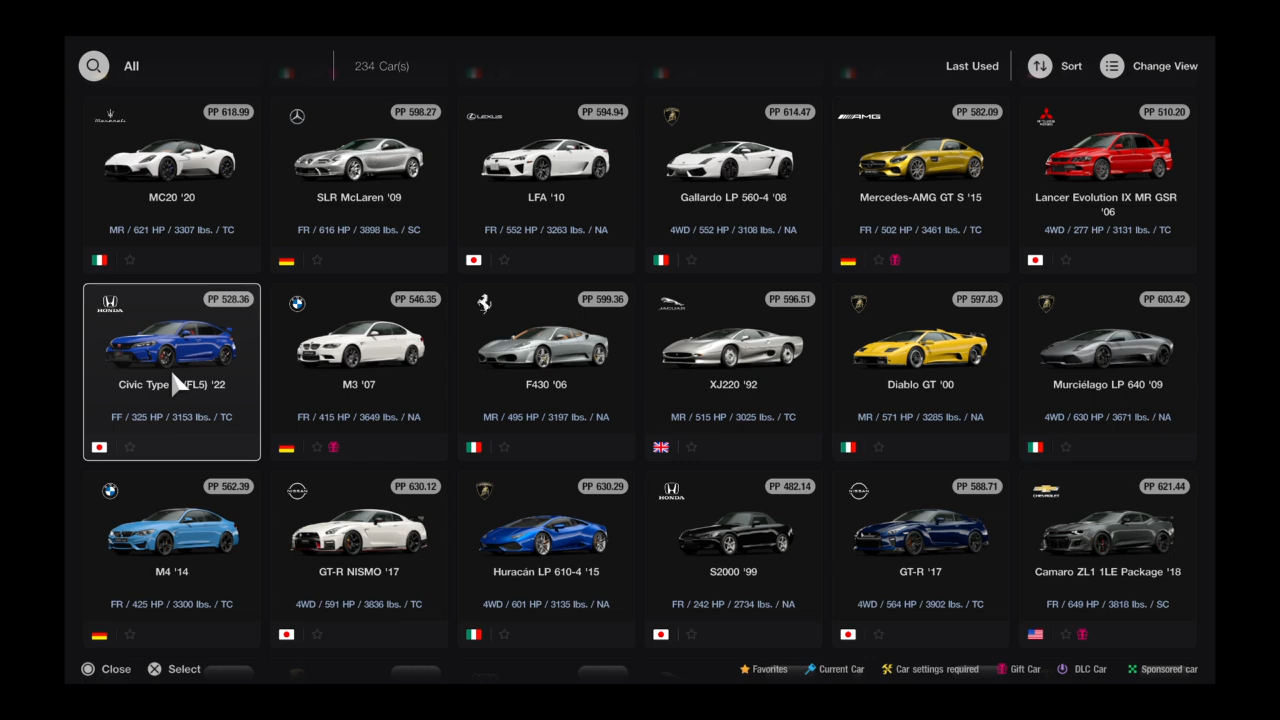 All
234 Car(s)
Last Used
Sort
Change View
Maserati
PP 618.99
MC20 '20
MR / 621 HP / 3307 lbs. / TC
PP 598.27
SLR McLaren '09
FR / 616 HP / 3898 lbs. / SC
LEXUS
PP 594.94
LFA '10
FR / 552 HP / 3263 lbs. / NA
PP 614.47
Gallardo LP 560-4 '08
4WD / 552 HP / 3108 lbs. / NA
AMG
PP 582.09
Mercedes-AMG GT S '15
FR / 502 HP / 3461 lbs. / TC
MITSUBISHI
MOTORS
PP 510.20
Lancer Evolution IX MR GSR
'06
4WD / 277 HP / 3131 lbs. / TC
HONDA
PP 528.36
Civic Type (FL5) '22
FF / 325 HP / 3153 lbs. / TC
PP 546.35
M3 '07
FR / 415 HP / 3649 lbs. / NA
PP 599.36
F430 '06
MR / 495 HP / 3197 lbs. / NA
JAGUAR
PP 596.51
XJ220 '92
MR / 515 HP / 3025 lbs. / TC
PP 597.83
Diablo GT '00
MR / 571 HP / 3285 lbs. / NA
PP 603.42
Murciélago LP 640 '09
4WD / 630 HP / 3671 lbs. / NA
PP 562.39
M4 '14
FR / 425 HP / 3300 lbs. / TC
NISSAN
PP 630.12
GT-R NISMO '17
4WD / 591 HP / 3836 lbs. / TC
PP 630.29
Huracán LP 610-4 '15
4WD / 601 HP / 3135 lbs. / NA
HONDA
PP 482.14
S2000 '99
FR / 242 HP / 2734 lbs. / NA
NISSAN
PP 588.71
GT-R '17
4WD / 564 HP / 3902 lbs. / TC
CHEVROLET
PP 621.44
Camaro ZL1 1LE Package '18
FR / 649 HP / 3818 lbs. / SC
Close
Select
Favorites
Current Car
Car settings required
Gift Car
DLC Car
Sponsored car